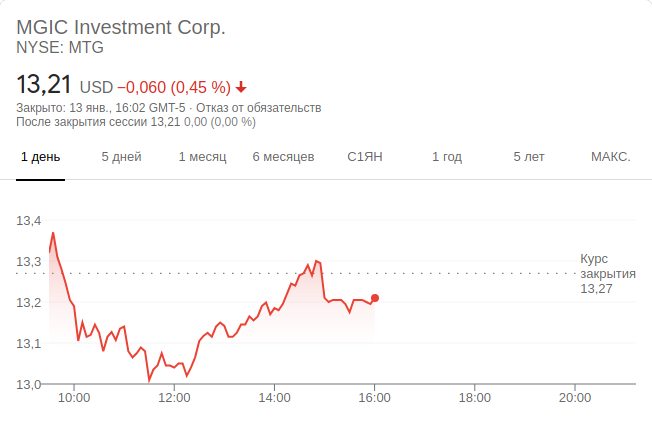 MGIC Investment Corp.
NYSE: MTG
13,21 USD −0,060 (0,45 %)
Закрыто: 13 янв., 16:02 GMT-5 · Отказ от обязательств
После закрытия сессии 13,21 0,00 (0,00 %)
1 день 5 дней 1 месяц 6 месяцев С1ЯН 1 год 5 лет МАКС.
13,4
13,3
13,2
13,1
13,0
Курс
закрытия
13,27
10:00 12:00 14:00 16:00 18:00 20:00